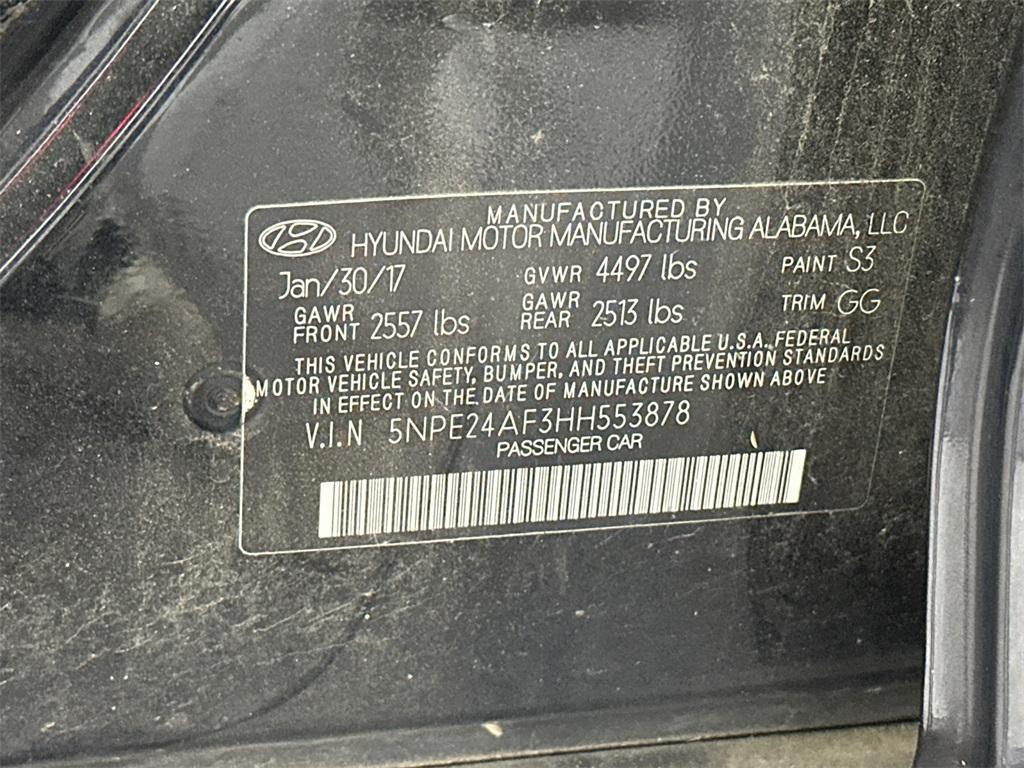 MANUFACTURED BY
HYUNDAI MOTOR MANUFACTURING ALABAMA, LLC
Jan/30/17 GVWR 4497 lbs PAINT S3
GAWR FRONT 2557 lbs GAWR REAR 2513 lbs TRIM GG
THIS VEHICLE CONFORMS TO ALL APPLICABLE U.S.A. FEDERAL
MOTOR VEHICLE SAFETY, BUMPER, AND THEFT PREVENTION STANDARDS
IN EFFECT ON THE DATE OF MANUFACTURE SHOWN ABOVE
V.I.N 5NPE24AF3HH553878
PASSENGER CAR